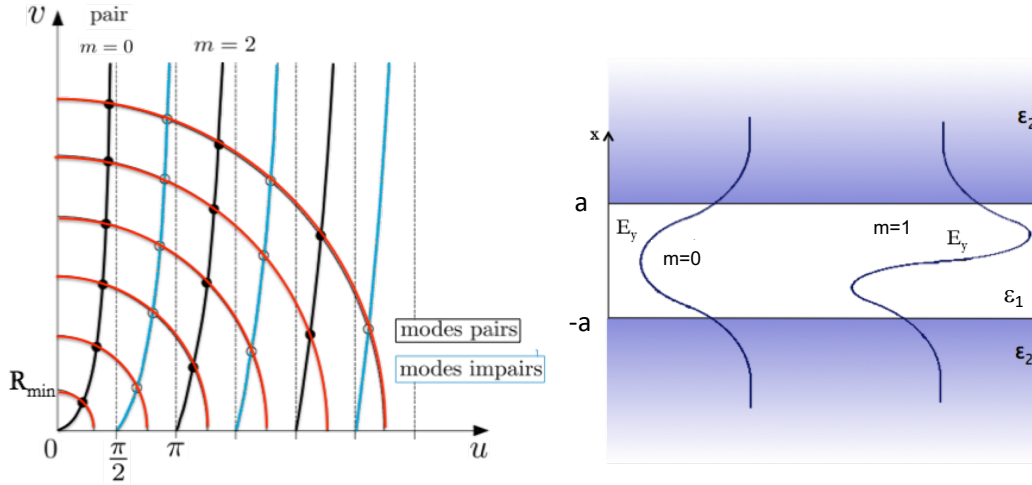 v
pair
m = 0
m = 2
modes pairs
modes impairs
R_min
0
π/2
π
u
x
ε₂
a
E_y
m=0
m=1
E_y
ε₁
-a
ε₂